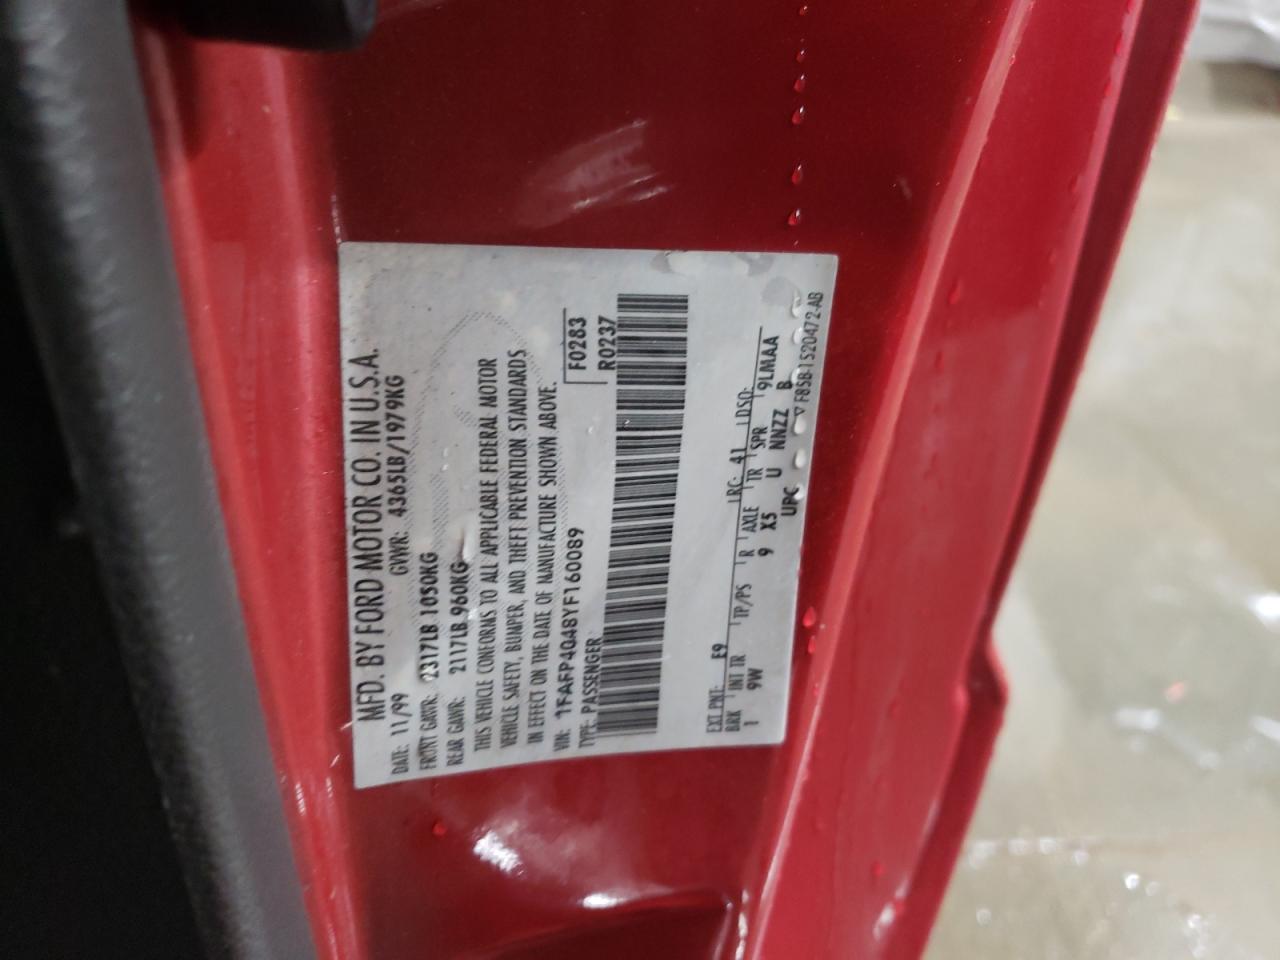 MFD. BY FORD MOTOR CO. IN U.S.A.
DATE: 11/99 GVWR: 4365LB/1979KG
FRONT GAWR: 2317LB 1050KG
REAR GAWR: 2117LB 960KG
THIS VEHICLE CONFORMS TO ALL APPLICABLE FEDERAL MOTOR
VEHICLE SAFETY, BUMPER, AND THEFT PREVENTION STANDARDS
IN EFFECT ON THE DATE OF MANUFACTURE SHOWN ABOVE.
VIN: 1FAFP4048YF160089 F0283
TYPE: PASSENGER R0237
EXT PNT: E9 RC: 41 DSO:
BRK INT TR TP/PS R AXLE TR SPR
1 9W 9 X5 U NNZZ 9LMAA
UPC B
F85B-1520472-AB